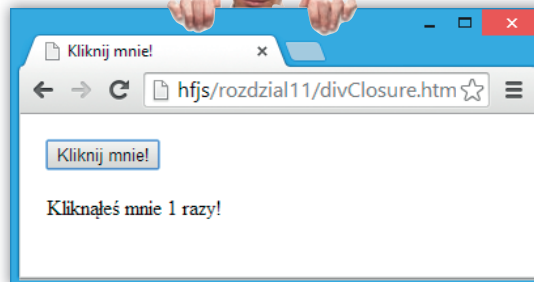 Kliknij mnie!
hfjs/rozdzial11/divClosure.htm
Kliknij mnie!
Kliknąłeś mnie 1 razy!